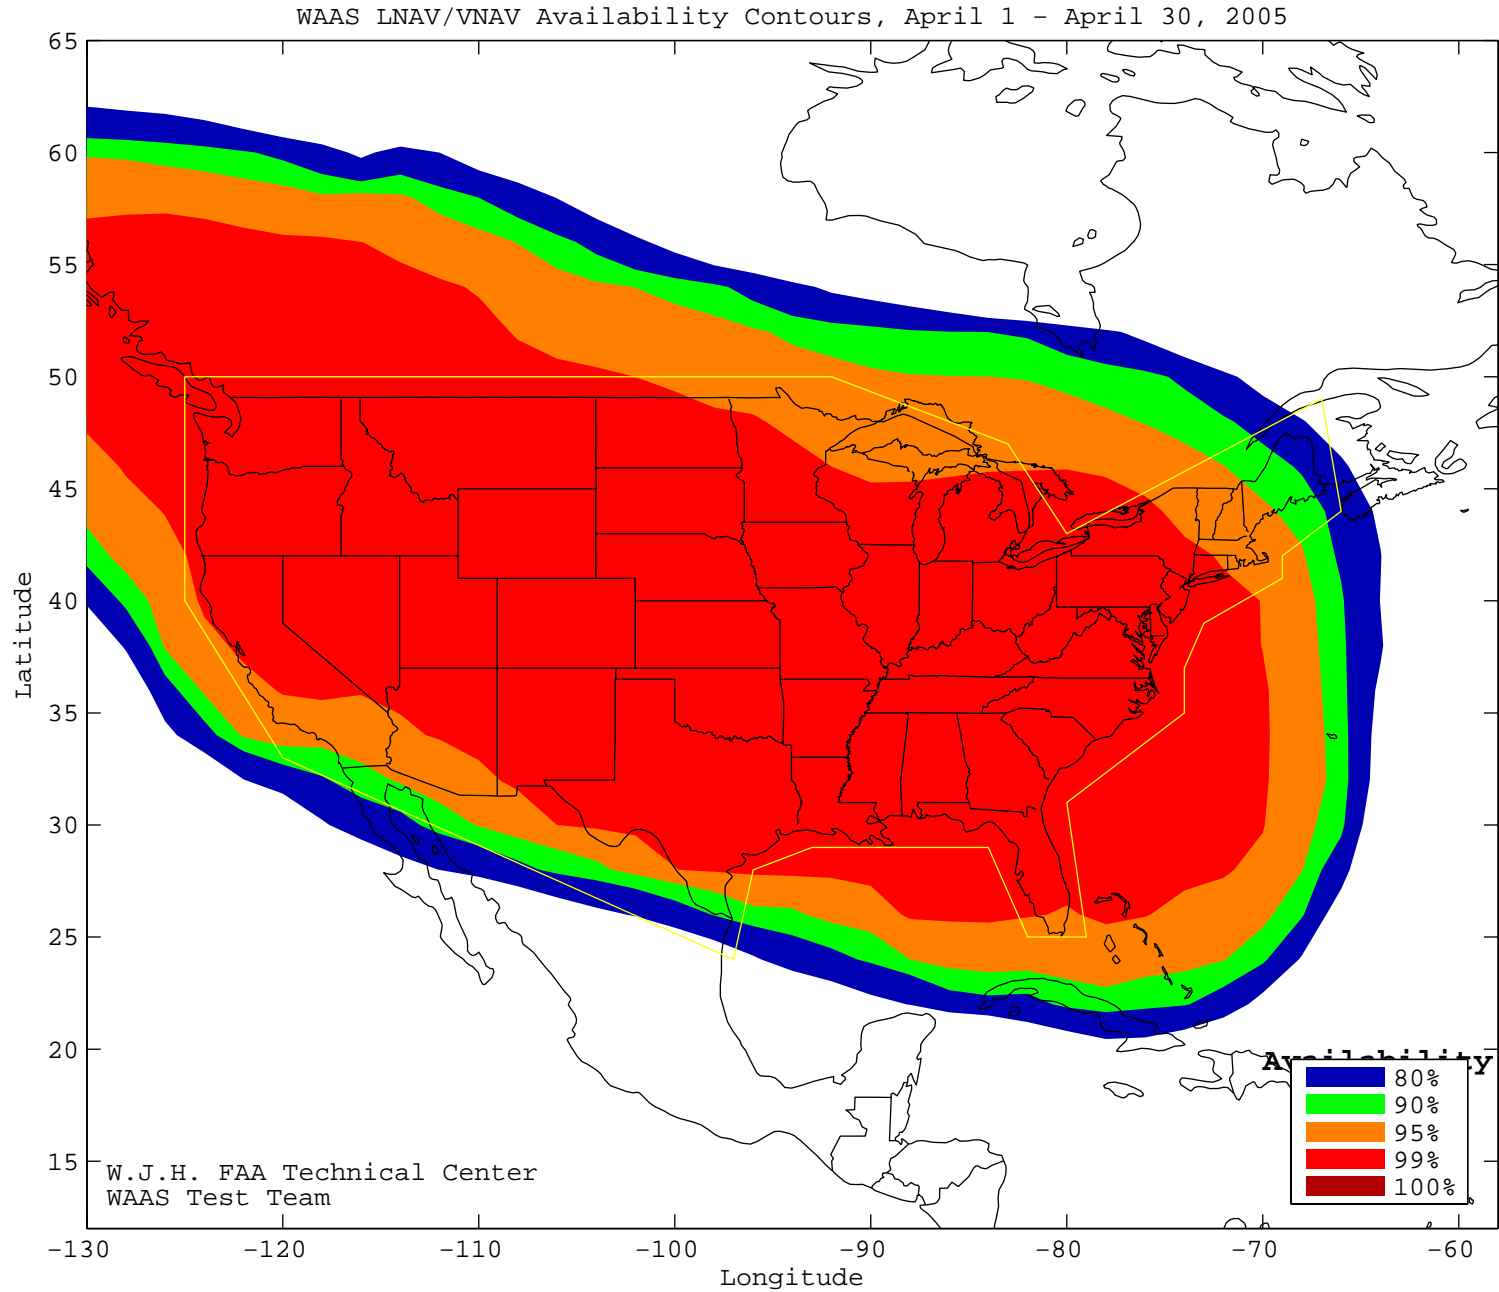 WAAS LNAV/VNAV Availability Contours, April 1 - April 30, 2005
65
60
55
50
45
40
35
30
25
20
15
Latitude
-130 -120 -110 -100 -90 -80 -70 -60
Longitude
W.J.H. FAA Technical Center
WAAS Test Team
Availability
80%
90%
95%
99%
100%